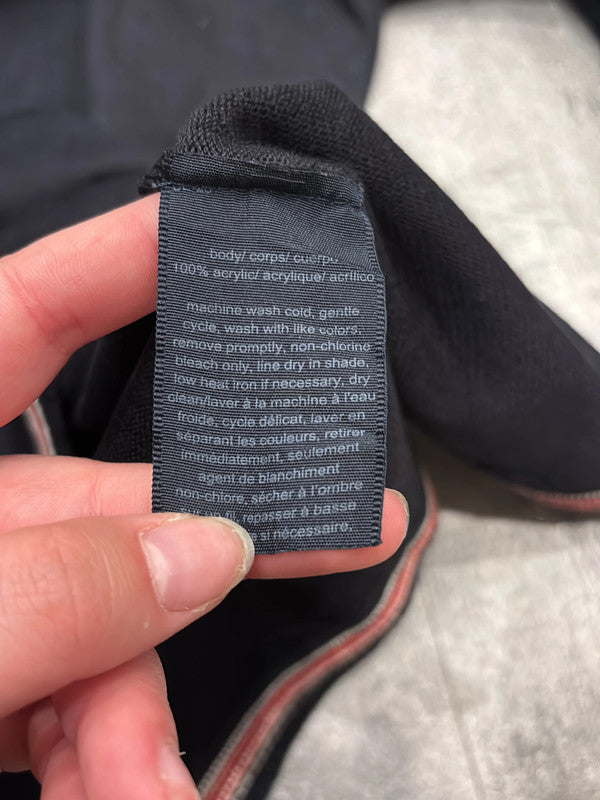 body/ corps/ cuerpo
100% acrylic/ acrylique/ acrílico
machine wash cold, gentle
cycle, wash with like colors,
remove promptly, non-chlorine
bleach only, line dry in shade,
low heat iron if necessary, dry
clean/laver à la machine à l'eau
froide, cycle délicat, laver en
séparant les couleurs, retirer
immédiatement, seulement
agent de blanchiment
non-chlore, sécher à l'ombre
fil, repasser à basse
si nécessaire,